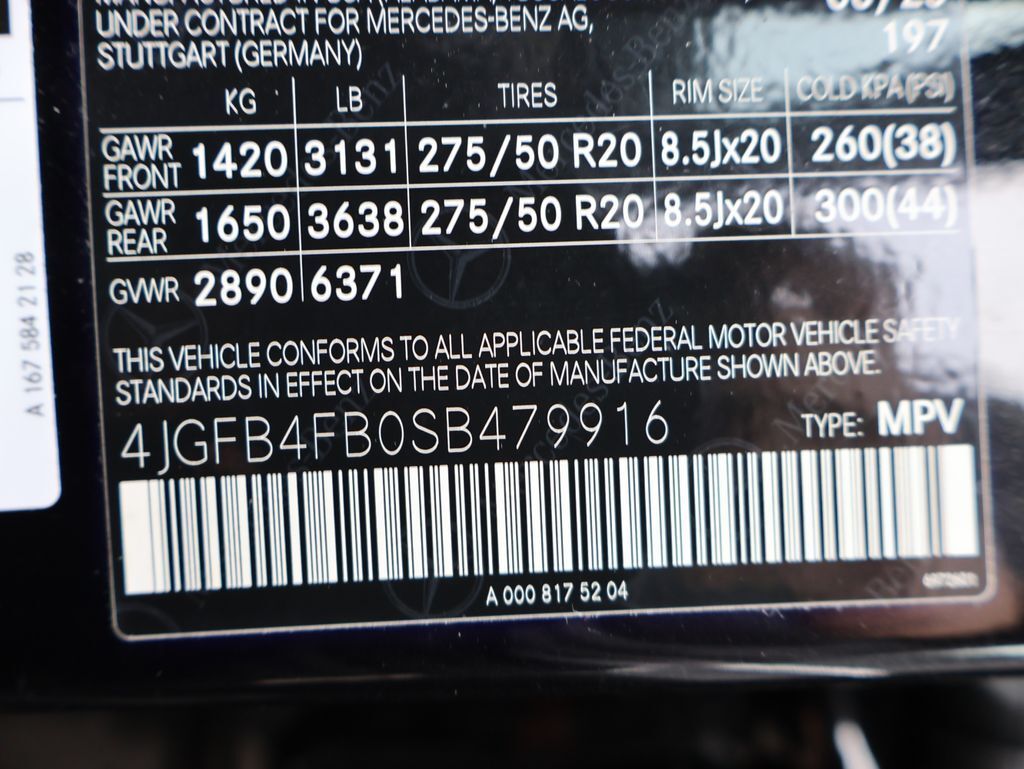 UNDER CONTRACT FOR MERCEDES-BENZ AG,
197
STUTTGART (GERMANY)
KG LB TIRES RIM SIZE COLD KPA(PSI)
GAWR FRONT 1420 3131 275/50 R20 8.5Jx20 260(38)
GAWR REAR 1650 3638 275/50 R20 8.5Jx20 300(44)
GVWR 2890 6371
THIS VEHICLE CONFORMS TO ALL APPLICABLE FEDERAL MOTOR VEHICLE SAFETY
STANDARDS IN EFFECT ON THE DATE OF MANUFACTURE SHOWN ABOVE.
4JGFB4FB0SB479916 TYPE: MPV
A 000 817 52 04
A 167 584 21 28